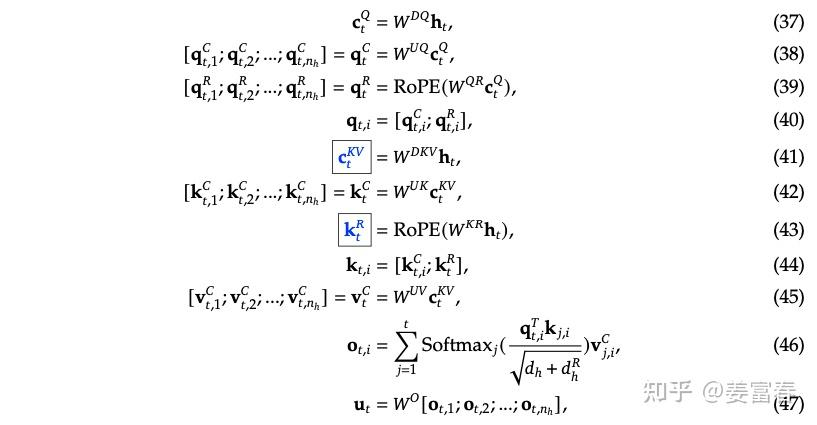 c_t^Q = W^{DQ} h_t, (37)
[q_{t,1}^C; q_{t,2}^C; ...; q_{t,n_h}^C] = q_t^C = W^{UQ} c_t^Q, (38)
[q_{t,1}^R; q_{t,2}^R; ...; q_{t,n_h}^R] = q_t^R = RoPE(W^{QR} c_t^Q), (39)
q_{t,i} = [q_{t,i}^C; q_{t,i}^R], (40)
c_t^{KV} = W^{DKV} h_t, (41)
[k_{t,1}^C; k_{t,2}^C; ...; k_{t,n_h}^C] = k_t^C = W^{UK} c_t^{KV}, (42)
k_t^R = RoPE(W^{KR} h_t), (43)
k_{t,i} = [k_{t,i}^C; k_t^R], (44)
[v_{t,1}^C; v_{t,2}^C; ...; v_{t,n_h}^C] = v_t^C = W^{UV} c_t^{KV}, (45)
o_{t,i} = \sum_{j=1}^{t} Softmax_j(\frac{q_{t,i}^T k_{j,i}}{\sqrt{d_h + d_h^R}}) v_{j,i}^C, (46)
u_t = W^O [o_{t,1}; o_{t,2}; ...; o_{t,n_h}], (47)
知乎 @姜富春